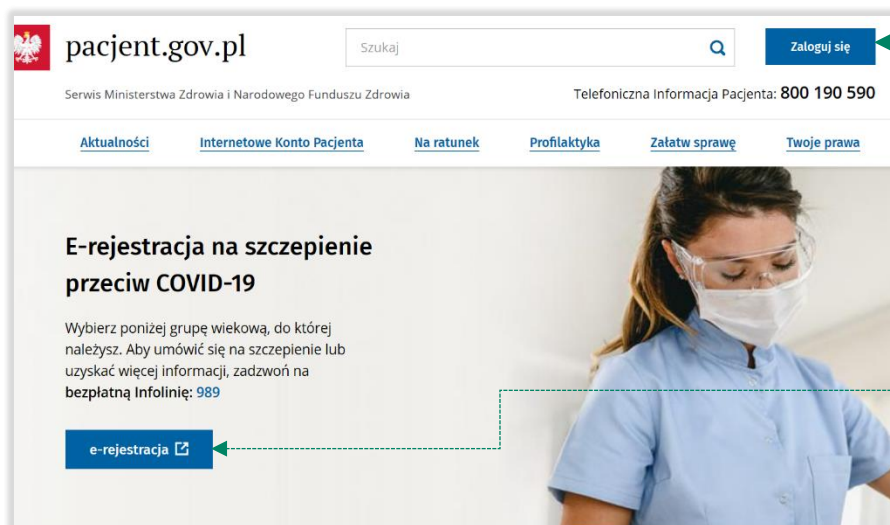 pacjent.gov.pl
Szukaj
Zaloguj się
Serwis Ministerstwa Zdrowia i Narodowego Funduszu Zdrowia
Telefoniczna Informacja Pacjenta: 800 190 590
Aktualności Internetowe Konto Pacjenta Na ratunek Profilaktyka Załatw sprawę Twoje prawa
E-rejestracja na szczepienie
przeciw COVID-19
Wybierz poniżej grupę wiekową, do której
należysz. Aby umówić się na szczepienie lub
uzyskać więcej informacji, zadzwoń na
bezpłatną Infolinię: 989
e-rejestracja